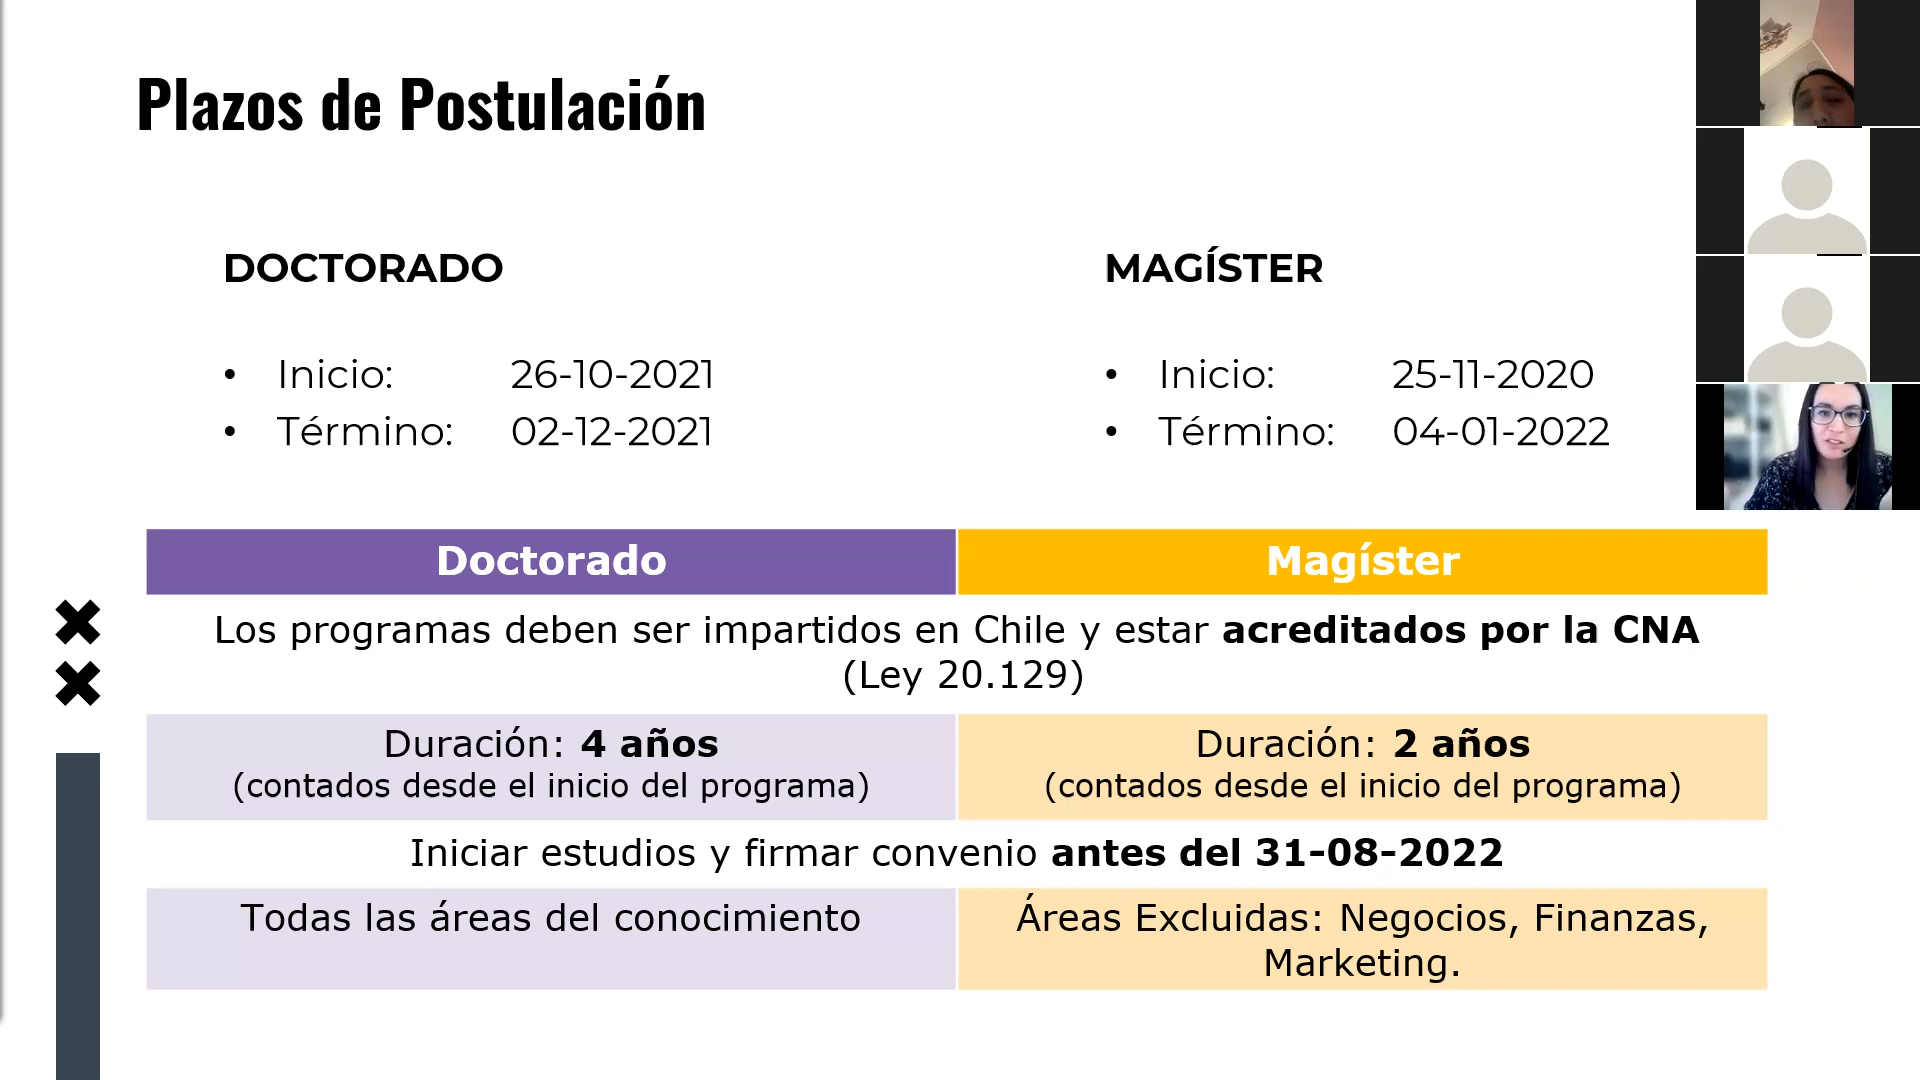 Plazos de Postulación
DOCTORADO
• Inicio: 26-10-2021
• Término: 02-12-2021
MAGÍSTER
• Inicio: 25-11-2020
• Término: 04-01-2022
Doctorado
Magíster
Los programas deben ser impartidos en Chile y estar acreditados por la CNA
(Ley 20.129)
Duración: 4 años
(contados desde el inicio del programa)
Duración: 2 años
(contados desde el inicio del programa)
Iniciar estudios y firmar convenio antes del 31-08-2022
Todas las áreas del conocimiento
Áreas Excluidas: Negocios, Finanzas,
Marketing.